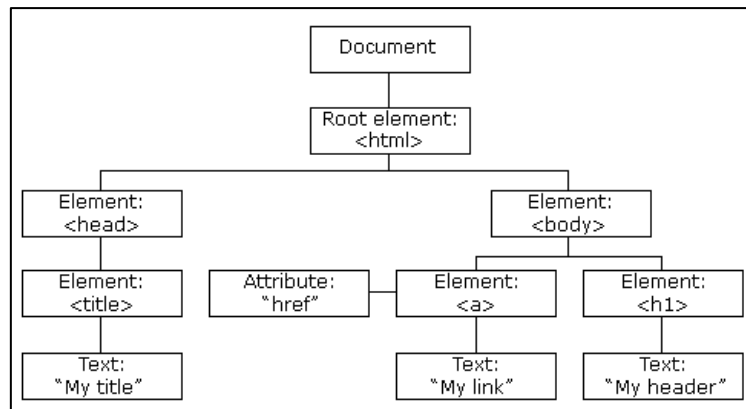 Document
Root element:
<html>
Element:
<head>
Element:
<body>
Element:
<title>
Attribute:
“href”
Element:
<a>
Element:
<h1>
Text:
“My title”
Text:
“My link”
Text:
“My header”